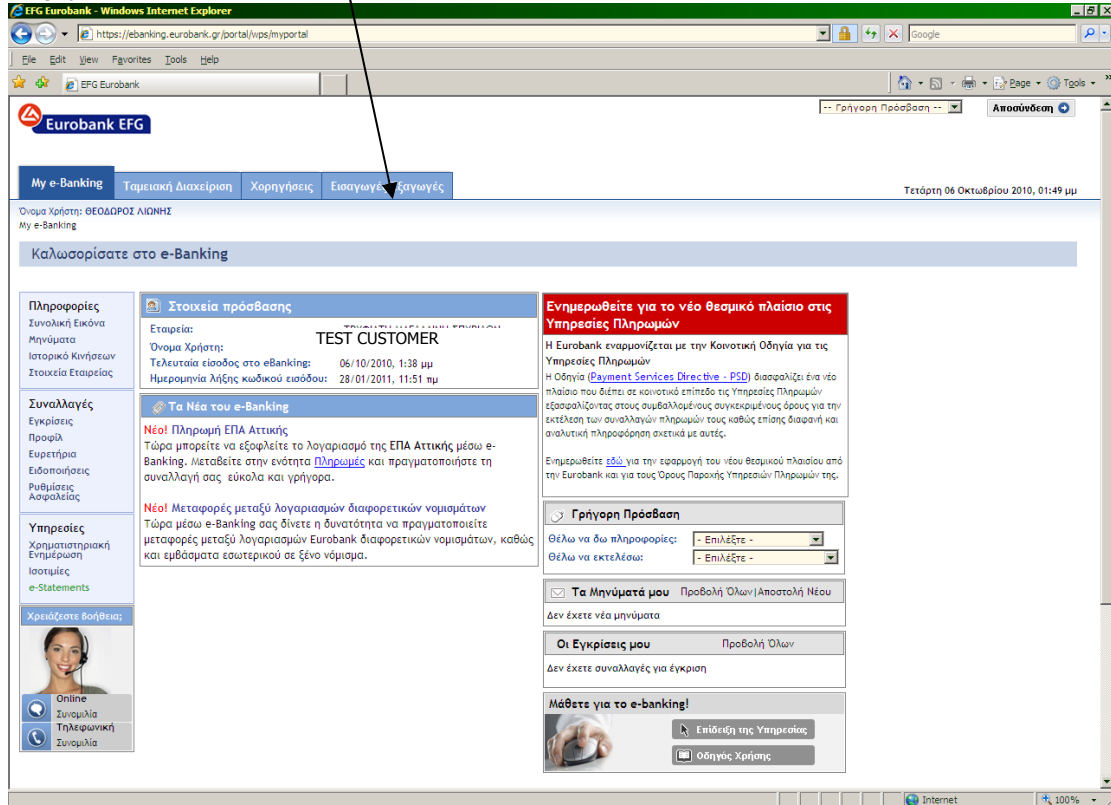 EFG Eurobank - Windows Internet Explorer
https://ebanking.eurobank.gr/portal/wps/myportal
Google
File Edit View Favorites Tools Help
EFG Eurobank
Page Tools
Eurobank EFG
-- Γρήγορη Πρόσβαση --
Αποσύνδεση
My e-Banking Ταμειακή Διαχείριση Χορηγήσεις
Τετάρτη 06 Οκτωβρίου 2010, 01:49 μμ
Όνομα Χρήστη: ΘΕΟΔΩΡΟΣ ΛΙΩΝΗΣ
My e-Banking
Καλωσορίσατε στο e-Banking
Πληροφορίες
Συνολική Εικόνα
Μηνύματα
Ιστορικό Κινήσεων
Στοιχεία Εταιρείας
Συναλλαγές
Εγκρίσεις
Προφίλ
Ευρετήρια
Ειδοποιήσεις
Ρυθμίσεις
Ασφαλείας
Υπηρεσίες
Χρηματιστηριακή
Ενημέρωση
Ισοτιμίες
e-Statements
Χρειάζεστε βοήθεια;
Online
Συνομιλία
Τηλεφωνική
Συνομιλία
Στοιχεία πρόσβασης
Εταιρεία:
TEST CUSTOMER
Όνομα Χρήστη:
Τελευταία είσοδος στο eBanking: 06/10/2010, 1:38 μμ
Ημερομηνία λήξης κωδικού εισόδου: 28/01/2011, 11:51 πμ
Τα Νέα του e-Banking
Νέο! Πληρωμή ΕΠΑ Αττικής
Τώρα μπορείτε να εξοφλείτε το λογαριασμό της ΕΠΑ Αττικής μέσω e-
Banking. Μεταβείτε στην ενότητα Πληρωμές και πραγματοποιήστε τη
συναλλαγή σας εύκολα και γρήγορα.
Νέο! Μεταφορές μεταξύ λογαριασμών διαφορετικών νομισμάτων
Τώρα μέσω e-Banking σας δίνετε η δυνατότητα να πραγματοποιείτε
μεταφορές μεταξύ λογαριασμών Eurobank διαφορετικών νομισμάτων, καθώς
και εμβάσματα εσωτερικού σε ξένο νόμισμα.
Ενημερωθείτε για το νέο θεσμικό πλαίσιο στις
Υπηρεσίες Πληρωμών
Η Eurobank εναρμονίζεται με την Κοινοτική Οδηγία για τις
Υπηρεσίες Πληρωμών
Η Οδηγία (Payment Services Directive - PSD) διασφαλίζει ένα νέο
πλαίσιο που διέπει σε κοινοτικό επίπεδο τις Υπηρεσίες Πληρωμών
εξασφαλίζοντας στους συμβαλλομένους συγκεκριμένους όρους για την
εκτέλεση των συναλλαγών πληρωμών τους καθώς επίσης διαφανή και
αναλυτική πληροφόρηση σχετικά με αυτές.
Ενημερωθείτε εδώ για την εφαρμογή του νέου θεσμικού πλαισίου από
την Eurobank και για τους Όρους Παροχής Υπηρεσιών Πληρωμών της.
Γρήγορη Πρόσβαση
Θέλω να δω πληροφορίες: - Επιλέξτε -
Θέλω να εκτελέσω: - Επιλέξτε -
Τα Μηνύματά μου Προβολή Όλων|Αποστολή Νέου
Δεν έχετε νέα μηνύματα
Οι Εγκρίσεις μου Προβολή Όλων
Δεν έχετε συναλλαγές για έγκριση
Μάθετε για το e-banking!
Επίδειξη της Υπηρεσίας
Οδηγός Χρήσης
Internet
100%